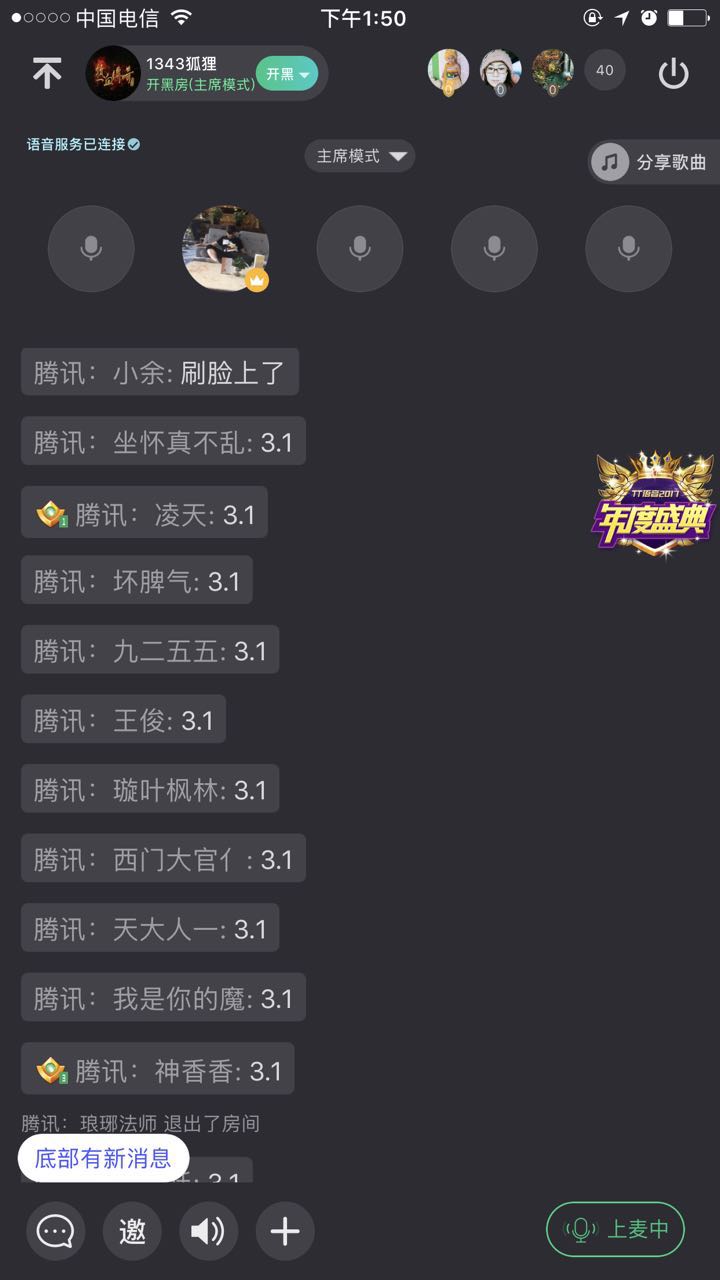 中国电信
下午1:50
1343狐狸
开黑房(主席模式)
开黑
0
0
0
40
语音服务已连接
主席模式
分享歌曲
腾讯：小余: 刷脸上了
腾讯：坐怀真不乱: 3.1
1 腾讯：凌天: 3.1
腾讯：坏脾气: 3.1
TT语音2017
年度盛典
腾讯：九二五五: 3.1
腾讯：王俊: 3.1
腾讯：璇叶枫林: 3.1
腾讯：西门大官亻: 3.1
腾讯：天大人一: 3.1
腾讯：我是你的魔: 3.1
3 腾讯：神香香: 3.1
腾讯：琅琊法师 退出了房间
底部有新消息
3.1
邀
上麦中